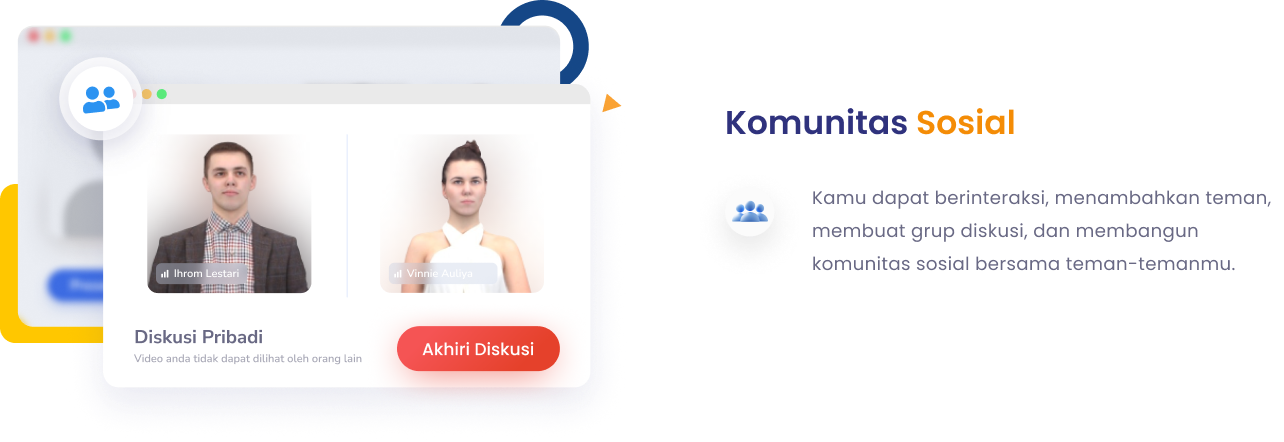 Komunitas Sosial
Kamu dapat berinteraksi, menambahkan teman,
membuat grup diskusi, dan membangun
komunitas sosial bersama teman-temanmu.
Ihrom Lestari
Vinnie Auliya
Diskusi Pribadi
Video anda tidak dapat dilihat oleh orang lain
Akhiri Diskusi